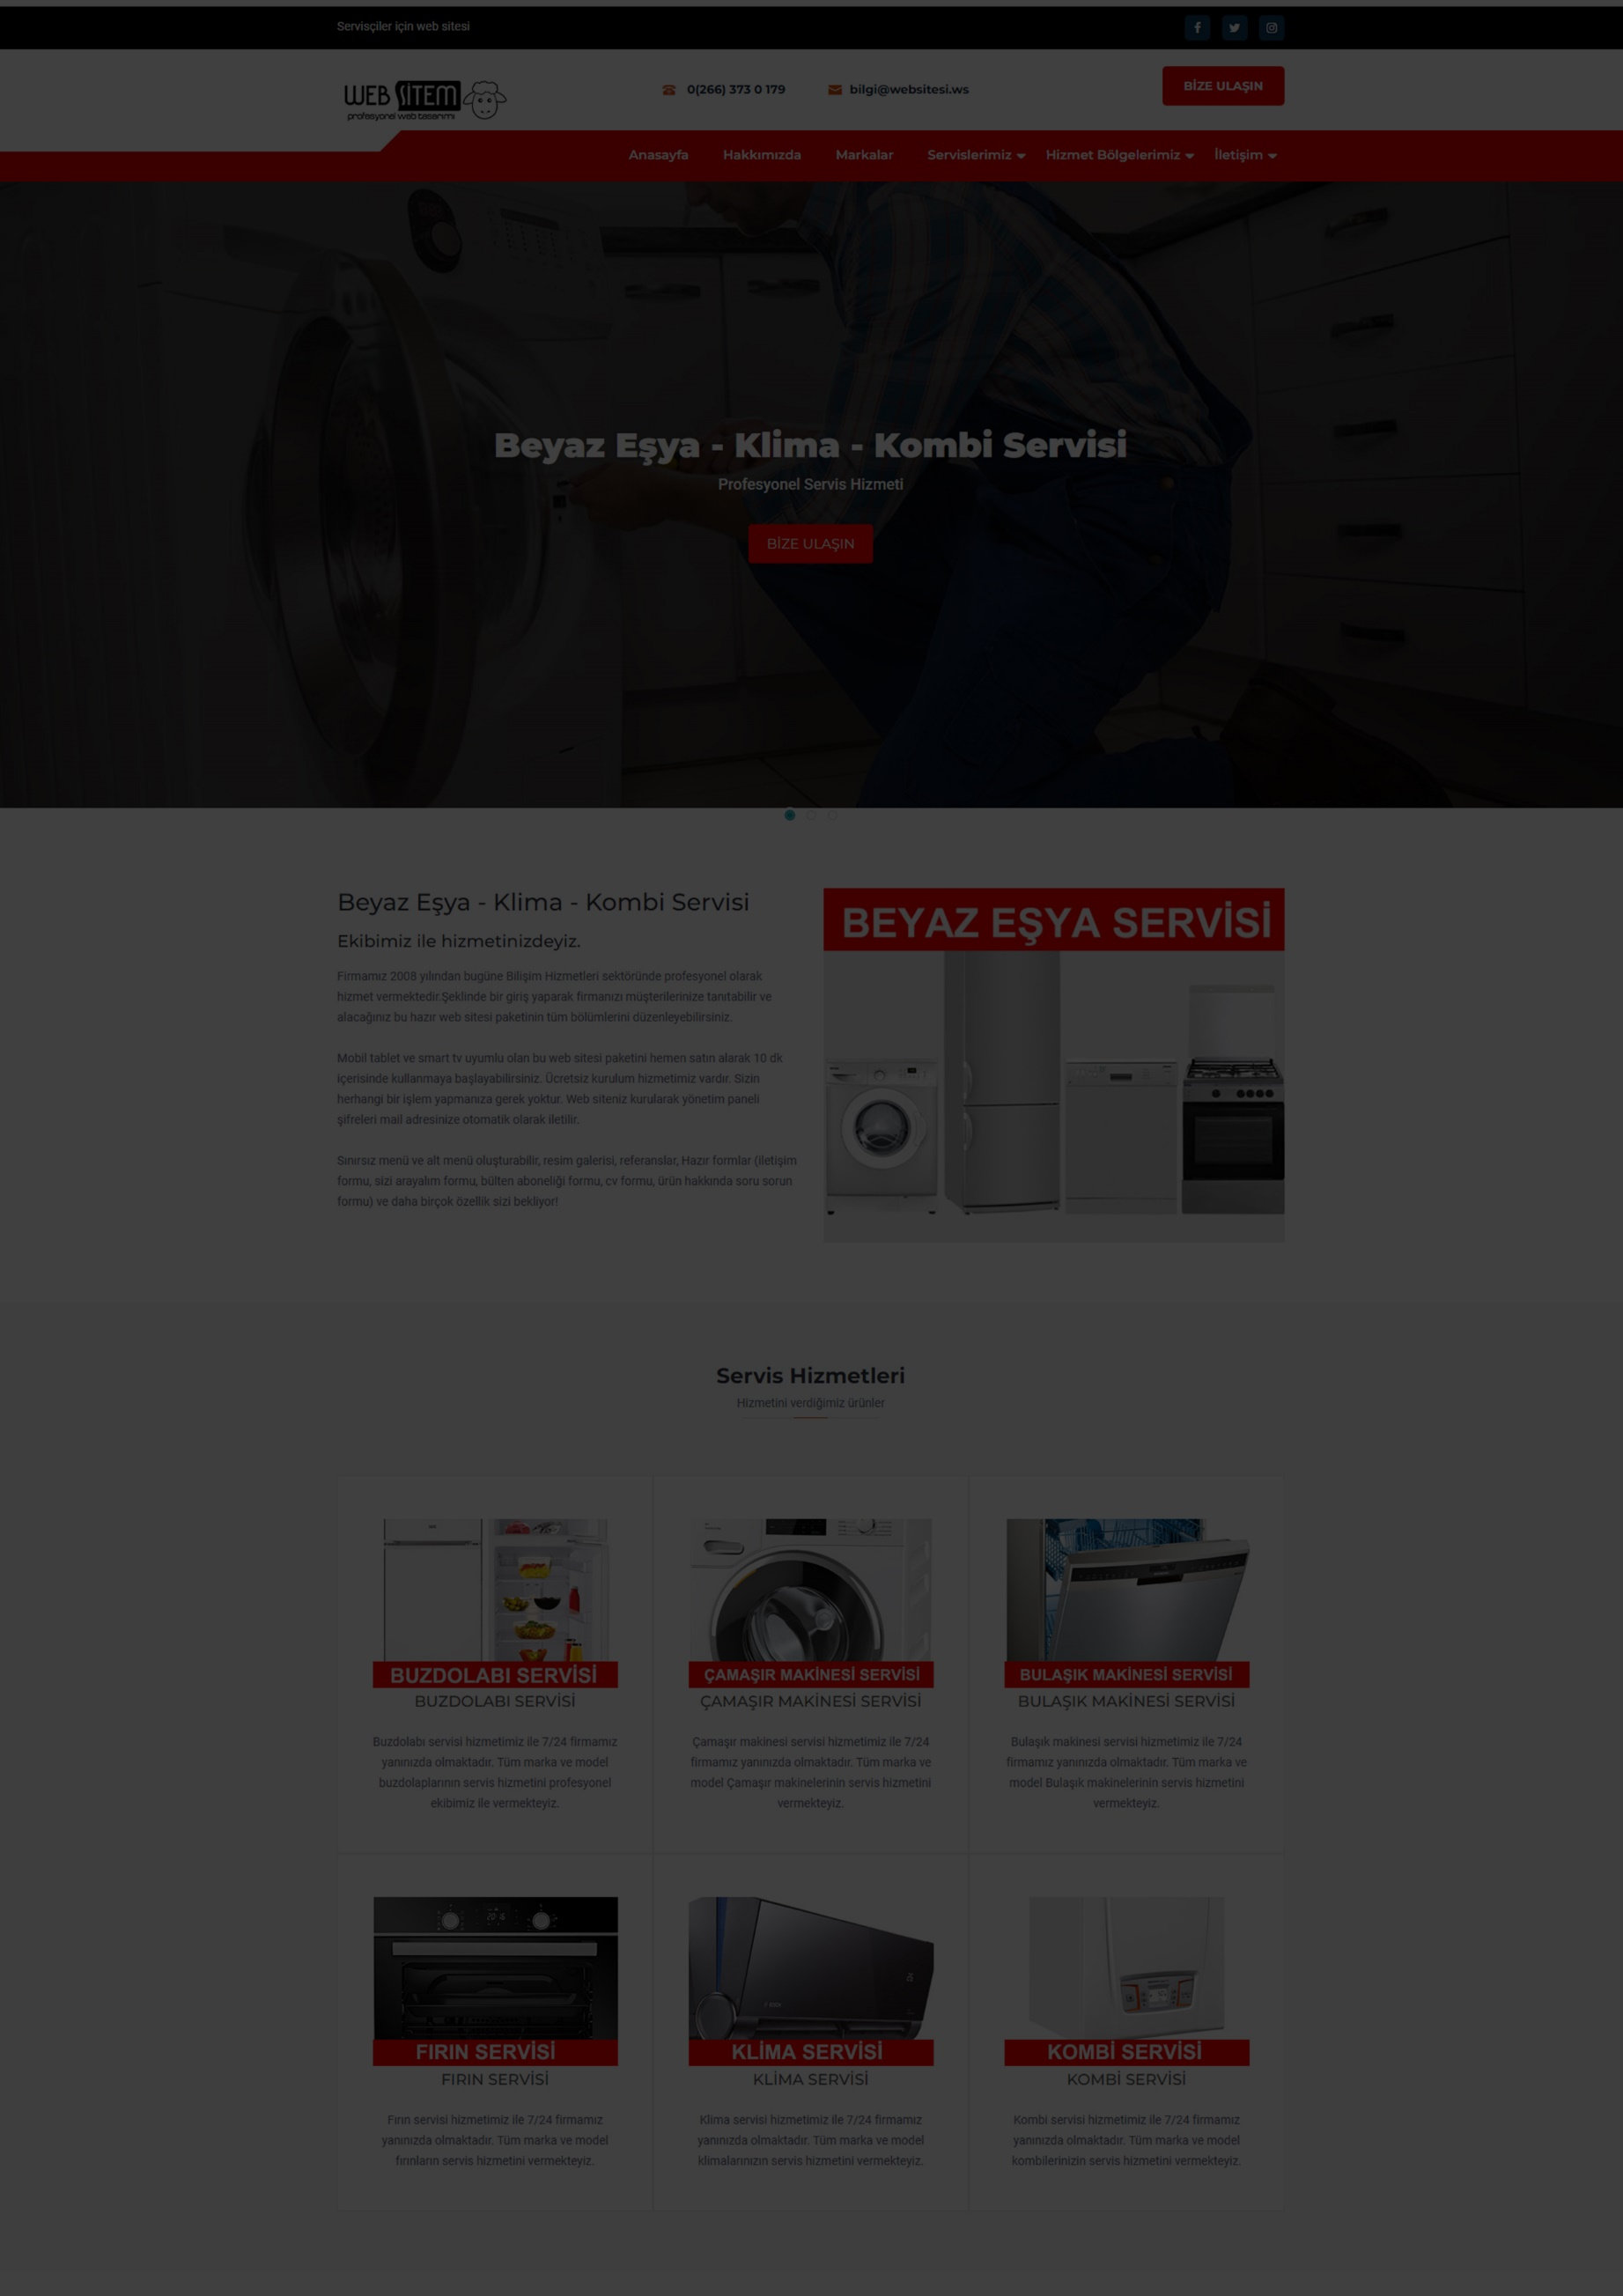 Servisçiler için web sitesi
WEB SİTEM
profesyonel web tasarımı
0(266) 373 0 179
bilgi@websitesi.ws
BİZE ULAŞIN
Anasayfa Hakkımızda Markalar Servislerimiz Hizmet Bölgelerimiz İletişim
Beyaz Eşya - Klima - Kombi Servisi
Profesyonel Servis Hizmeti
BİZE ULAŞIN
Beyaz Eşya - Klima - Kombi Servisi
Ekibimiz ile hizmetinizdeyiz.
Firmamız 2008 yılından bugüne Bilişim Hizmetleri sektöründe profesyonel olarak
hizmet vermektedir.Şeklinde bir giriş yaparak firmanızı müşterilerinize tanıtabilir ve
alacağınız bu hazır web sitesi paketinin tüm bölümlerini düzenleyebilirsiniz.
Mobil tablet ve smart tv uyumlu olan bu web sitesi paketini hemen satın alarak 10 dk
içerisinde kullanmaya başlayabilirsiniz. Ücretsiz kurulum hizmetimiz vardır. Sizin
herhangi bir işlem yapmanıza gerek yoktur. Web siteniz kurularak yönetim paneli
şifreleri mail adresinize otomatik olarak iletilir.
Sınırsız menü ve alt menü oluşturabilir, resim galerisi, referanslar, Hazır formlar (iletişim
formu, sizi arayalım formu, bülten aboneliği formu, cv formu, ürün hakkında soru sorun
formu) ve daha birçok özellik sizi bekliyor!
BEYAZ EŞYA SERVİSİ
Servis Hizmetleri
Hizmetini verdiğimiz ürünler
BUZDOLABI SERVİSİ
BUZDOLABI SERVİSİ
Buzdolabı servisi hizmetimiz ile 7/24 firmamız
yanınızda olmaktadır. Tüm marka ve model
buzdolaplarının servis hizmetini profesyonel
ekibimiz ile vermekteyiz.
ÇAMAŞIR MAKİNESİ SERVİSİ
ÇAMAŞIR MAKİNESİ SERVİSİ
Çamaşır makinesi servisi hizmetimiz ile 7/24
firmamız yanınızda olmaktadır. Tüm marka ve
model Çamaşır makinelerinin servis hizmetini
vermekteyiz.
BULAŞIK MAKİNESİ SERVİSİ
BULAŞIK MAKİNESİ SERVİSİ
Bulaşık makinesi servisi hizmetimiz ile 7/24
firmamız yanınızda olmaktadır. Tüm marka ve
model Bulaşık makinelerinin servis hizmetini
vermekteyiz.
FIRIN SERVİSİ
FIRIN SERVİSİ
Fırın servisi hizmetimiz ile 7/24 firmamız
yanınızda olmaktadır. Tüm marka ve model
fırınların servis hizmetini vermekteyiz.
KLİMA SERVİSİ
KLİMA SERVİSİ
Klima servisi hizmetimiz ile 7/24 firmamız
yanınızda olmaktadır. Tüm marka ve model
klimalarınızın servis hizmetini vermekteyiz.
KOMBİ SERVİSİ
KOMBİ SERVİSİ
Kombi servisi hizmetimiz ile 7/24 firmamız
yanınızda olmaktadır. Tüm marka ve model
kombilerinizin servis hizmetini vermekteyiz.